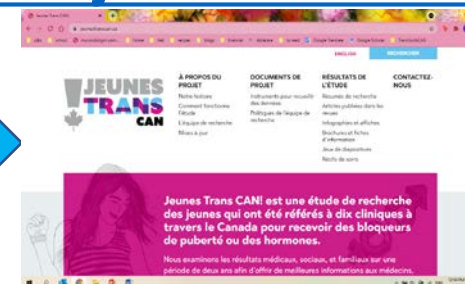 ENGLISH
RECHERCHER
JEUNES
TRANS
CAN
À PROPOS DU
PROJET
Notre histoire
Comment fonctionne
l'étude
L'équipe de recherche
Mises à jour
DOCUMENTS DE
PROJET
Instruments pour recueillir
des données
Politiques de l'équipe de
recherche
RÉSULTATS DE
L'ÉTUDE
Résumés de recherche
Articles publiées dans les
revues
Infographies et affiches
Brochures et fiches
d'information
Jeux de diapositives
Récits de soins
CONTACTEZ-
NOUS
Jeunes Trans CAN! est une étude de recherche
des jeunes qui ont été référés à dix cliniques à
travers le Canada pour recevoir des bloqueurs
de puberté ou des hormones.
Nous examinons les résultats médicaux, sociaux, et familiaux sur une
période de deux ans afin d'offrir de meilleures informations aux médecins,